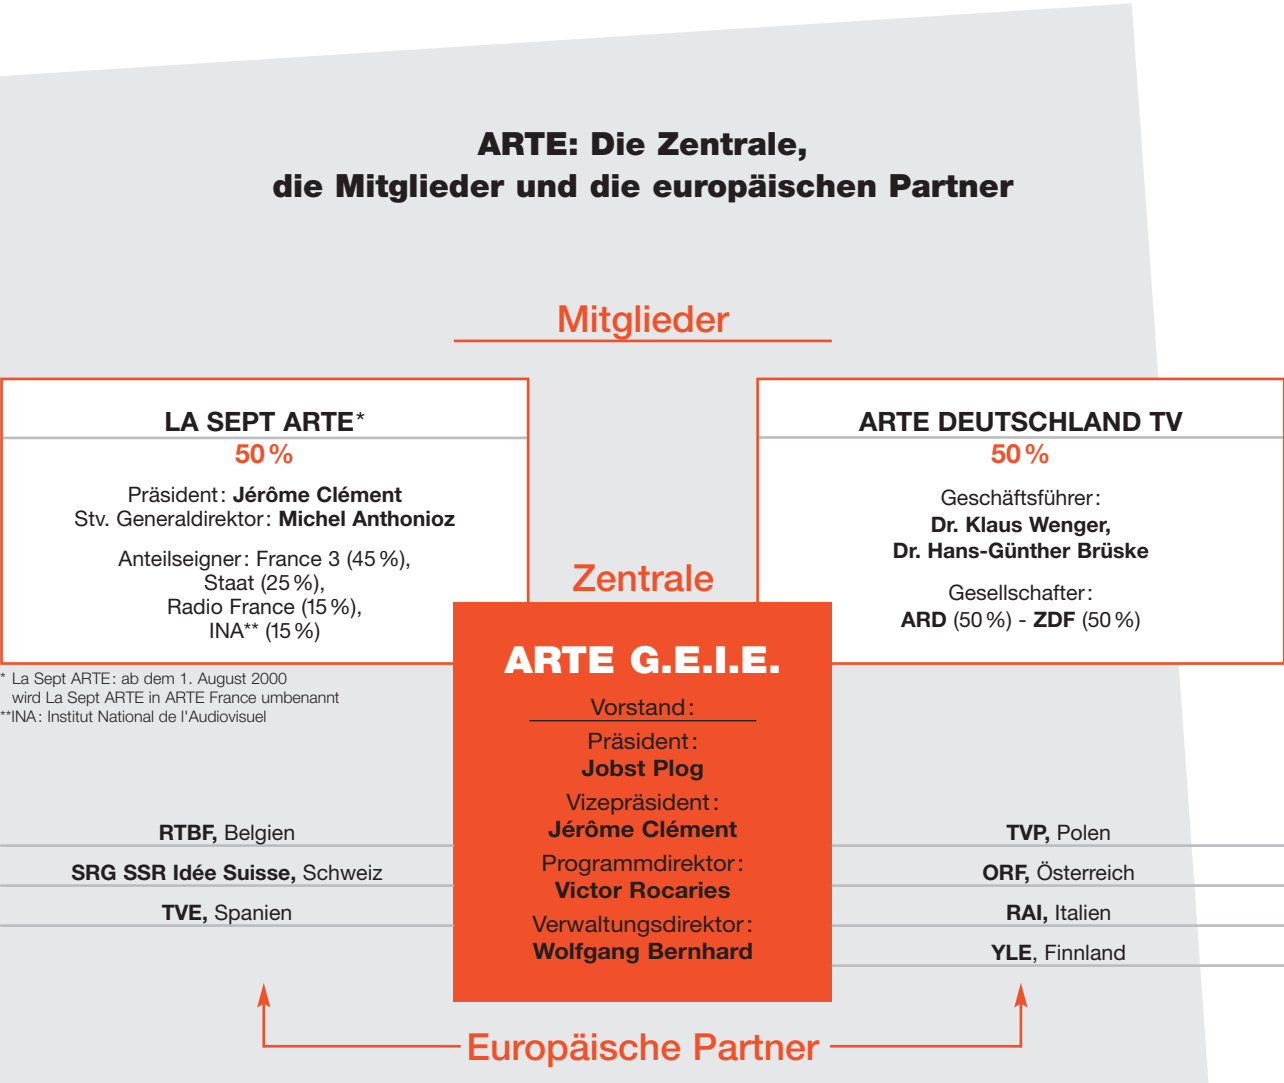 ARTE: Die Zentrale,
die Mitglieder und die europäischen Partner
Mitglieder
LA SEPT ARTE*
50 %
Präsident: Jérôme Clément
Stv. Generaldirektor: Michel Anthonioz
Anteilseigner: France 3 (45 %),
Staat (25 %),
Radio France (15 %),
INA** (15 %)
* La Sept ARTE: ab dem 1. August 2000
wird La Sept ARTE in ARTE France umbenannt
**INA: Institut National de l'Audiovisuel
ARTE DEUTSCHLAND TV
50 %
Geschäftsführer:
Dr. Klaus Wenger,
Dr. Hans-Günther Brüske
Gesellschafter:
ARD (50 %) - ZDF (50 %)
Zentrale
ARTE G.E.I.E.
Vorstand:
Präsident:
Jobst Plog
Vizepräsident:
Jérôme Clément
Programmdirektor:
Victor Rocaries
Verwaltungsdirektor:
Wolfgang Bernhard
RTBF, Belgien
SRG SSR Idée Suisse, Schweiz
TVE, Spanien
TVP, Polen
ORF, Österreich
RAI, Italien
YLE, Finnland
Europäische Partner